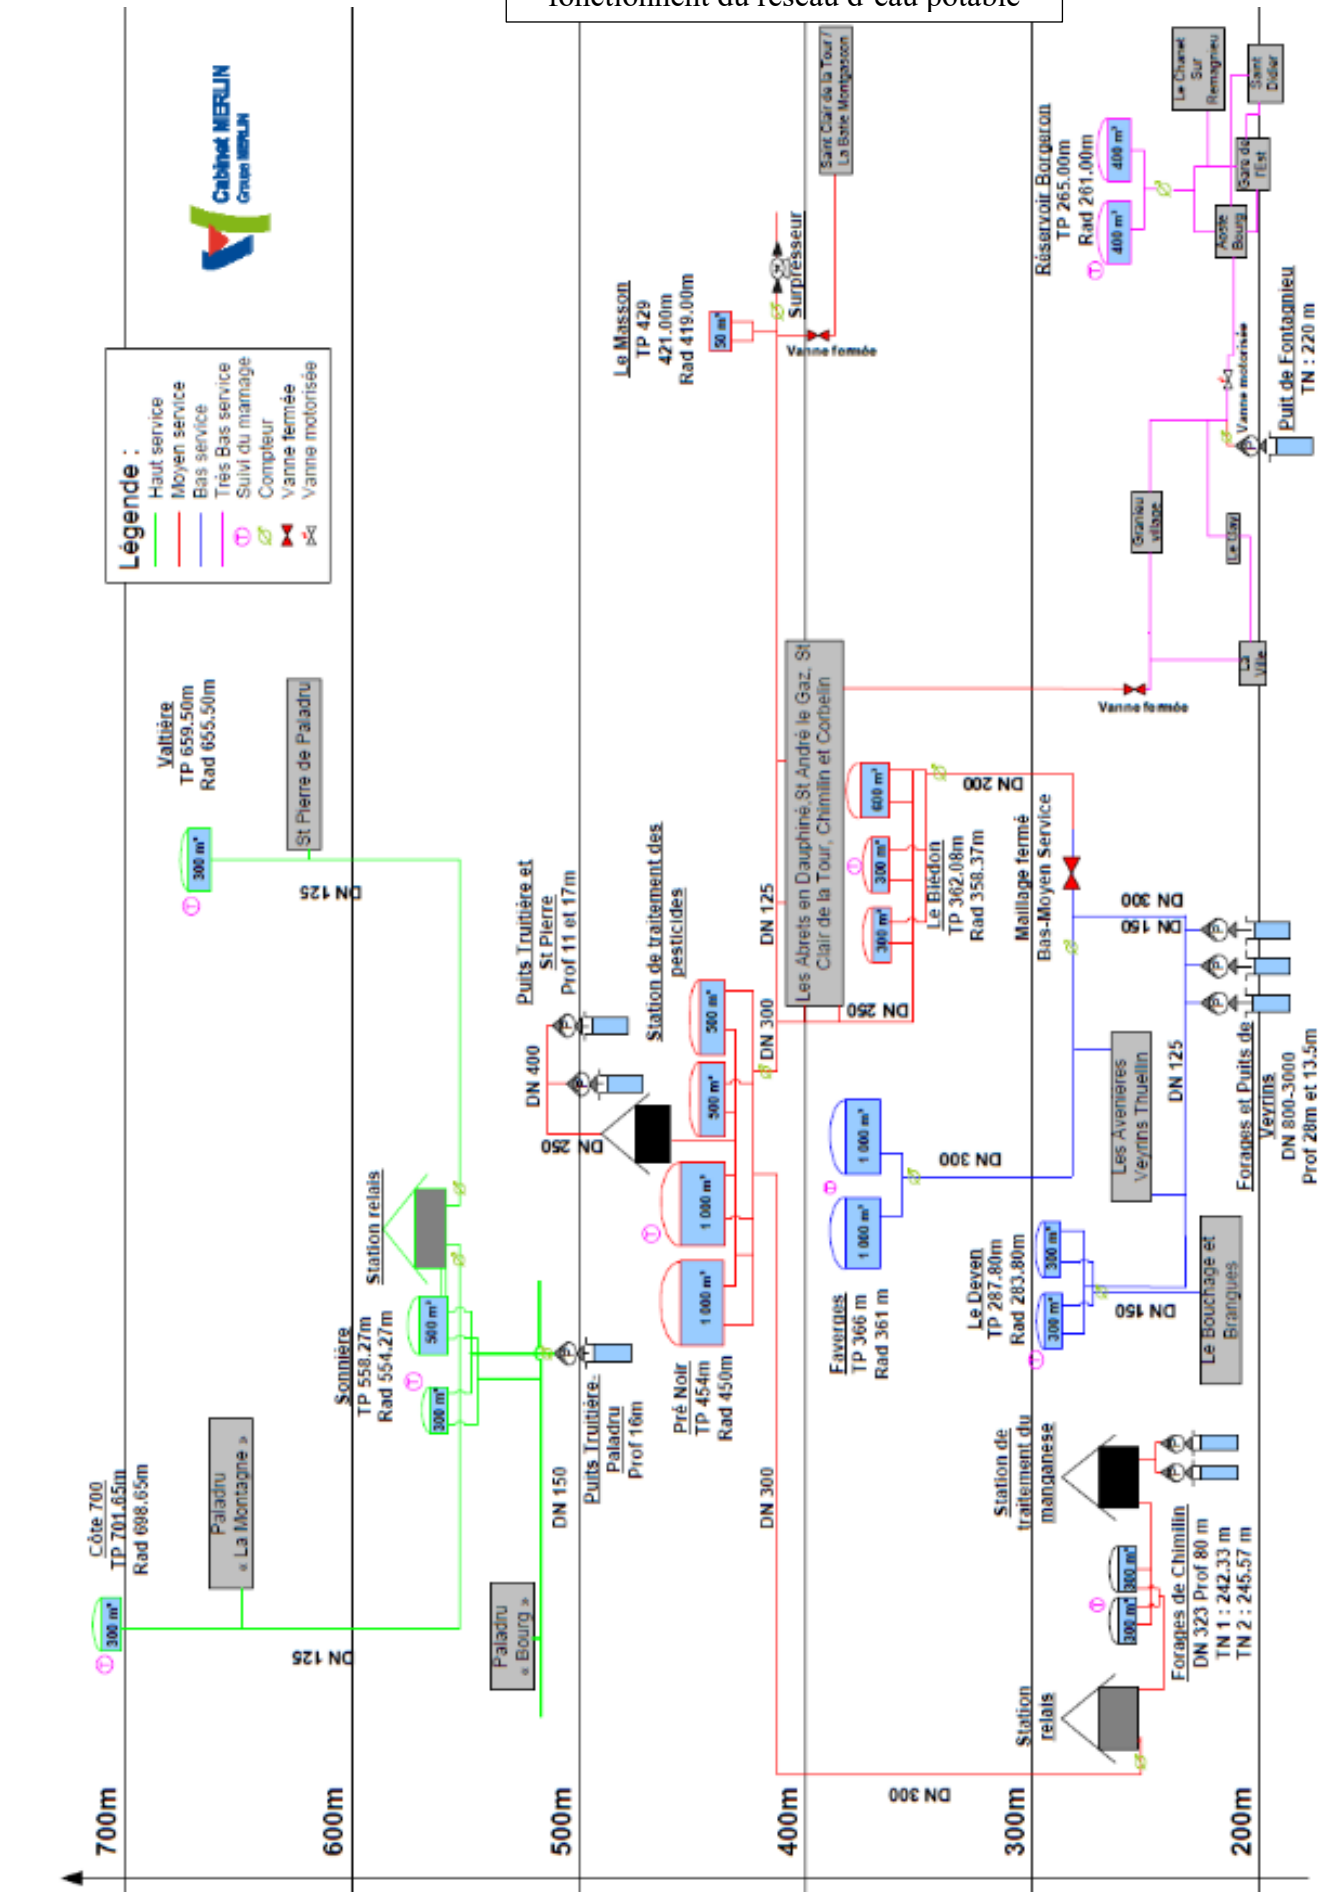 fonctionnent du réseau d'eau potable
Cabinet MERLIN
Groupe MERLIN
Légende :
Haut service
Moyen service
Bas service
Très Bas service
Suivi du marnage
Compteur
Vanne fermée
Vanne motorisée
700m
600m
500m
400m
300m
200m
Côte 700
TP 701.65m
Rad 698.65m
300 m³
Paladru
« La Montagne »
DN 125
Valtière
TP 659.50m
Rad 655.50m
300 m³
St Pierre de Paladru
DN 125
Sonnière
TP 558.27m
Rad 554.27m
300 m³
500 m³
Station relais
Paladru
« Bourg »
DN 150
Puits Truitière-
Paladru
Prof 16m
Puits Truitière et
St Pierre
Prof 11 et 17m
DN 400
DN 250
Station de traitement des
pesticides
Pré Noir
TP 454m
Rad 450m
1 000 m³
1 000 m³
500 m³
500 m³
DN 300
DN 300
DN 125
Le Masson
TP 429
421.00m
Rad 419.00m
50 m³
Surpresseur
Vanne fermée
Saint Clair de la Tour /
La Batie Montgascon
Les Abrets en Dauphiné,St André le Gaz, St
Clair de la Tour, Chimilin et Corbelin
DN 250
300 m³
300 m³
600 m³
Le Biédon
TP 362.08m
Rad 358.37m
DN 200
Maillage fermé
Bas-Moyen Service
Faverges
TP 366 m
Rad 361 m
1 000 m³
1 000 m³
DN 300
Le Deven
TP 287.80m
Rad 283.80m
300 m³
300 m³
DN 150
Les Avenieres
Veyrins Thuellin
DN 125
DN 300
DN 150
Le Bouchage et
Brangues
Forages et Puits de
Veyrins
DN 800-3000
Prof 28m et 13.5m
Station de
traitement du
manganese
300 m³
300 m³
Forages de Chimilin
DN 323 Prof 80 m
TN 1 : 242.33 m
TN 2 : 245.57 m
Station
relais
DN 300
Vanne fermée
Granieu
village
Le Clay
La
Ville
Vanne motorisée
Puit de Fontagnieu
TN : 220 m
Réservoir Borgeron
TP 265.00m
Rad 261.00m
400 m³
400 m³
Aoste
Bourg
Gare de
l'Est
Le Chanet
Sur
Remagnieu
Saint
Didier